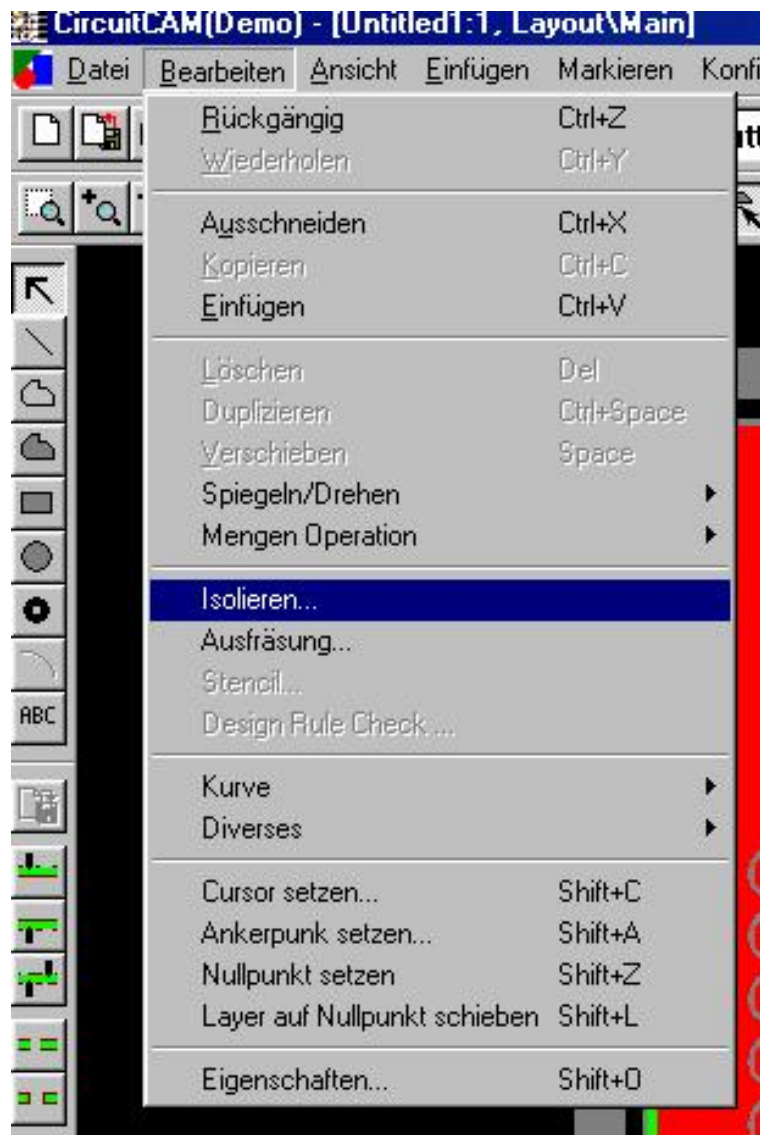 CircuitCAM(Demo) - [Untitled1:1, Layout\Main]
Datei Bearbeiten Ansicht Einfügen Markieren
Rückgängig Ctrl+Z
Wiederholen Ctrl+Y
Ausschneiden Ctrl+X
Kopieren Ctrl+C
Einfügen Ctrl+V
Löschen Del
Duplizieren Ctrl+Space
Verschieben Space
Spiegeln/Drehen
Mengen Operation
Isolieren...
Ausfräsung...
Stencil...
Design Rule Check ...
ABC
Kurve
Diverses
Cursor setzen... Shift+C
Ankerpunk setzen... Shift+A
Nullpunkt setzen Shift+Z
Layer auf Nullpunkt schieben Shift+L
Eigenschaften... Shift+O